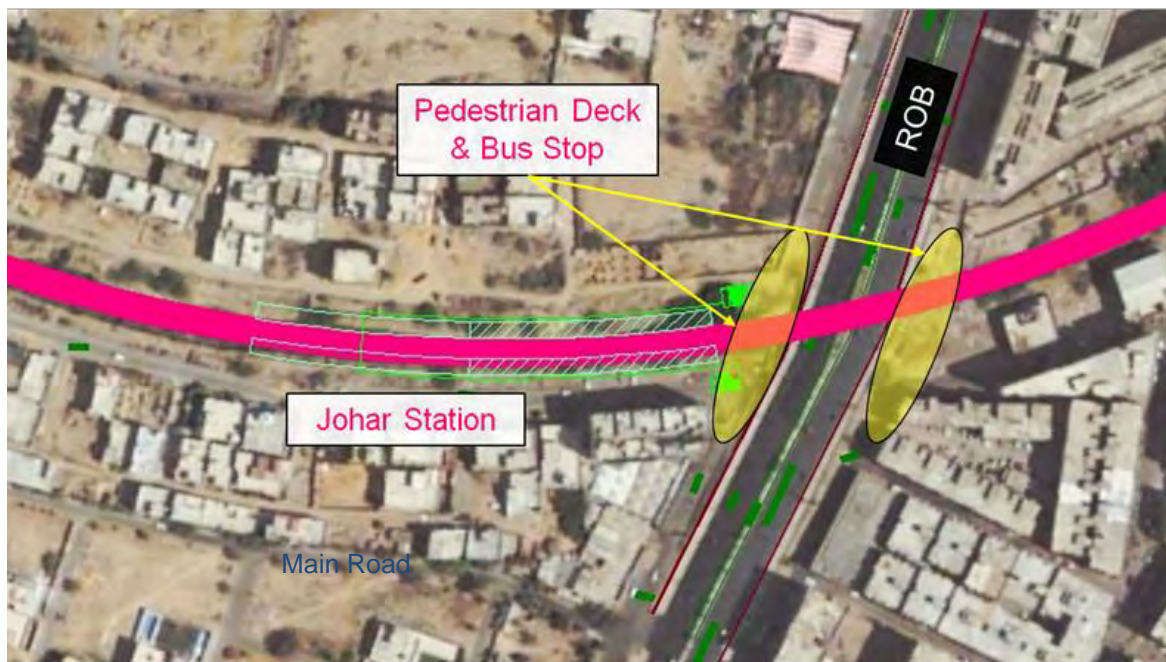 Pedestrian Deck
& Bus Stop
ROB
Johar Station
Main Road